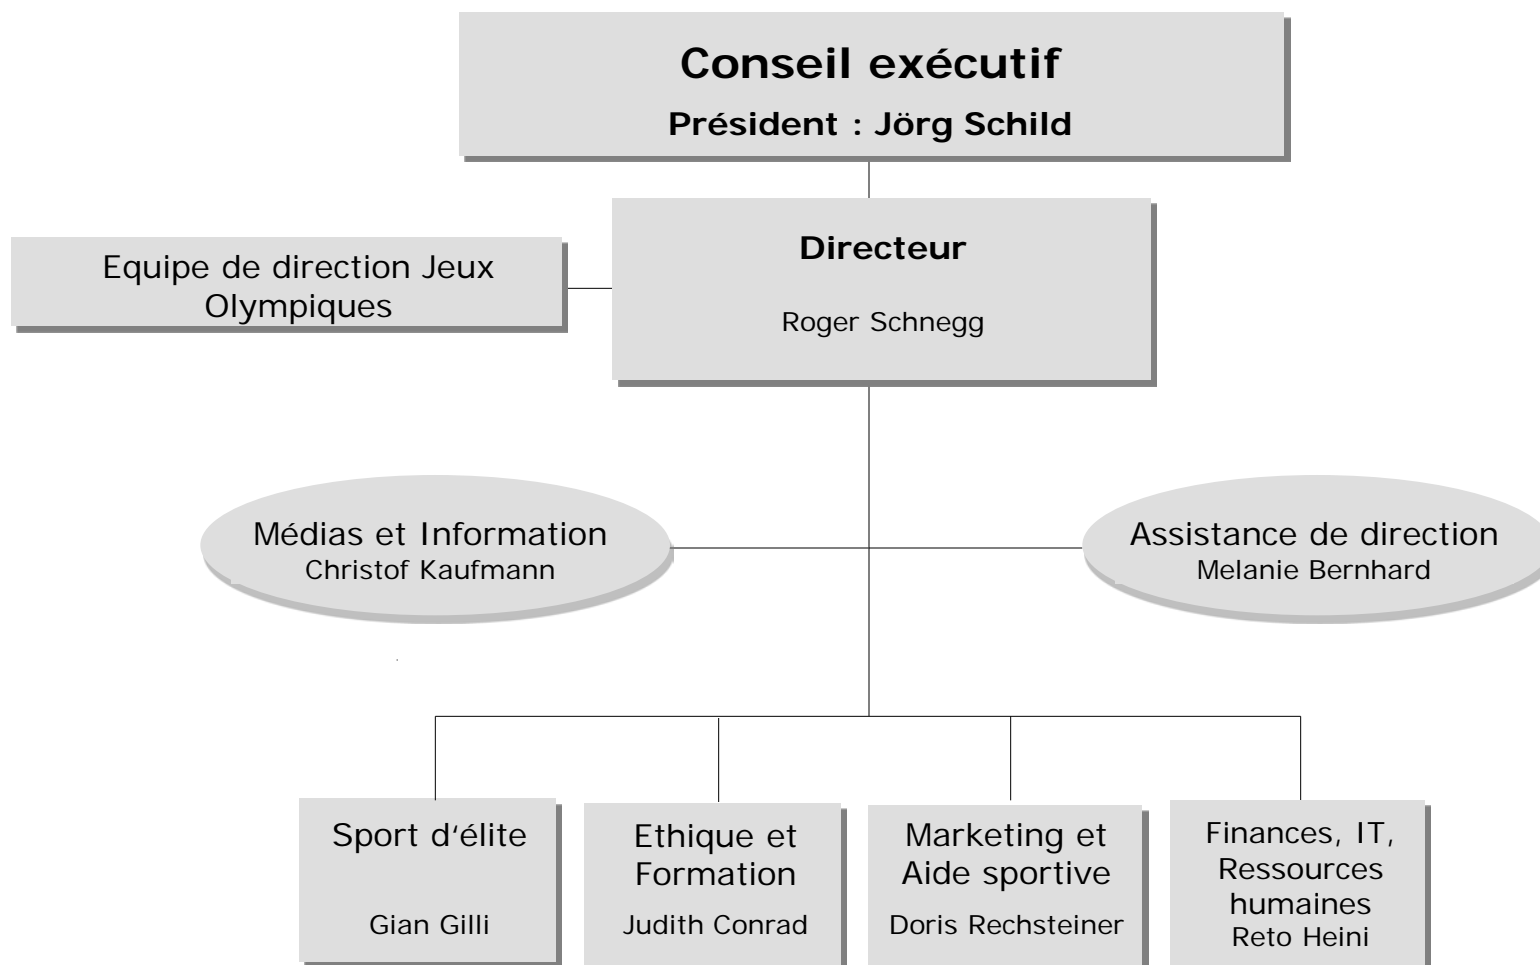 Conseil exécutif
Président : Jörg Schild
Directeur
Roger Schnegg
Equipe de direction Jeux
Olympiques
Médias et Information
Christof Kaufmann
Assistance de direction
Melanie Bernhard
Sport d‘élite
Gian Gilli
Ethique et
Formation
Judith Conrad
Marketing et
Aide sportive
Doris Rechsteiner
Finances, IT,
Ressources
humaines
Reto Heini